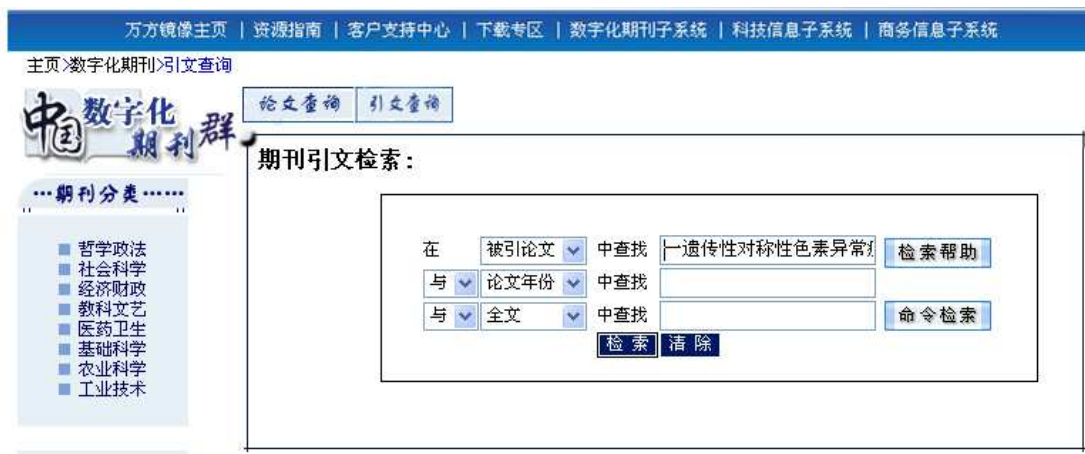 万方镜像主页 | 资源指南 | 客户支持中心 | 下载专区 | 数字化期刊子系统 | 科技信息子系统 | 商务信息子系统
主页>数字化期刊>引文查询
中国数字化期刊群
论文查询 引文查询
期刊引文检索:
…期刊分类……
哲学政法
社会科学
经济财政
教科文艺
医药卫生
基础科学
农业科学
工业技术
在 被引论文 中查找 一遗传性对称性色素异常 检索帮助
与 论文年份 中查找
与 全文 中查找 命令检索
检索 清除